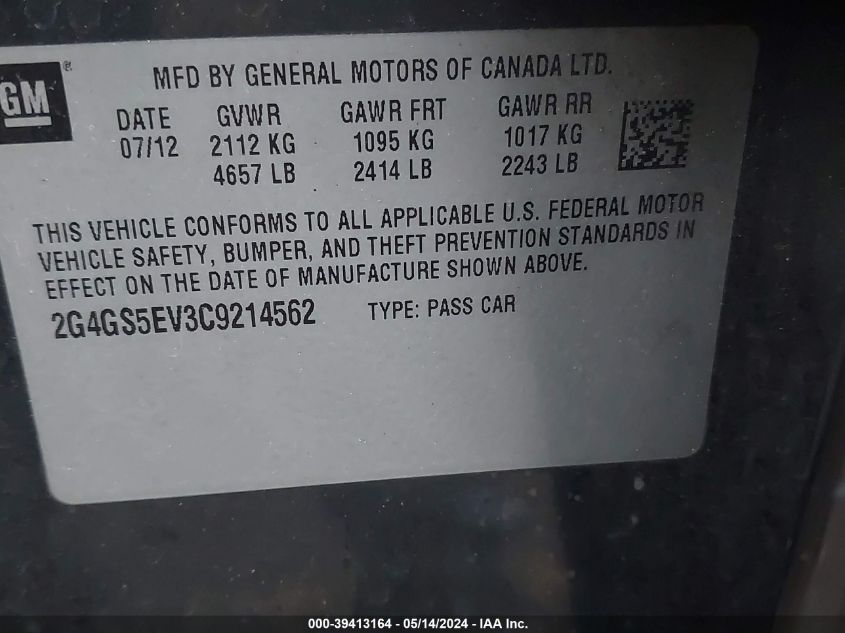 GM®
MFD BY GENERAL MOTORS OF CANADA LTD.
DATE GVWR GAWR FRT GAWR RR
07/12 2112 KG 1095 KG 1017 KG
4657 LB 2414 LB 2243 LB
THIS VEHICLE CONFORMS TO ALL APPLICABLE U.S. FEDERAL MOTOR
VEHICLE SAFETY, BUMPER, AND THEFT PREVENTION STANDARDS IN
EFFECT ON THE DATE OF MANUFACTURE SHOWN ABOVE.
2G4GS5EV3C9214562 TYPE: PASS CAR
000-39413164 - 05/14/2024 - IAA Inc.